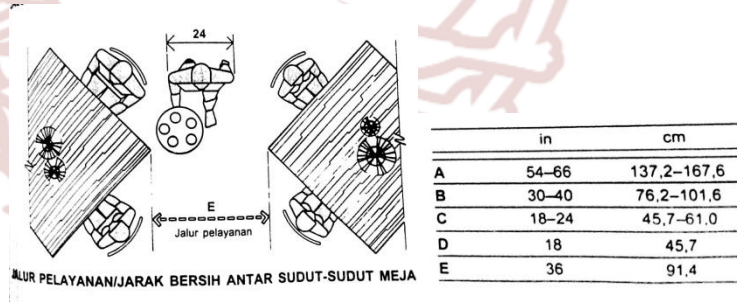 24
E
Jalur pelayanan
JALUR PELAYANAN/JARAK BERSIH ANTAR SUDUT-SUDUT MEJA
in cm
A 54–66 137,2–167,6
B 30–40 76,2–101,6
C 18–24 45,7–61,0
D 18 45,7
E 36 91,4